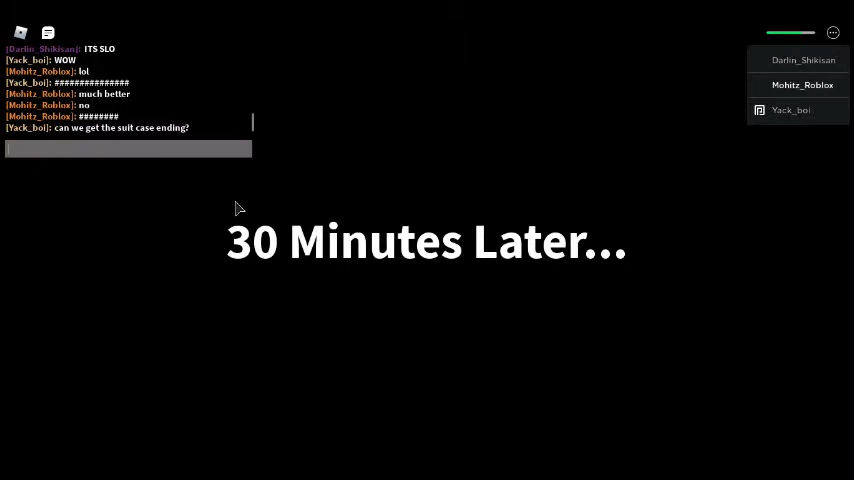 [Darlin_Shikisan]: ITS SLO
[Yack_boi]: WOW
[Mohitz_Roblox]: lol
[Yack_boi]: ###############
[Mohitz_Roblox]: much better
[Mohitz_Roblox]: no
[Mohitz_Roblox]: ########
[Yack_boi]: can we get the suit case ending?
Darlin_Shikisan
Mohitz_Roblox
Yack_boi
30 Minutes Later...